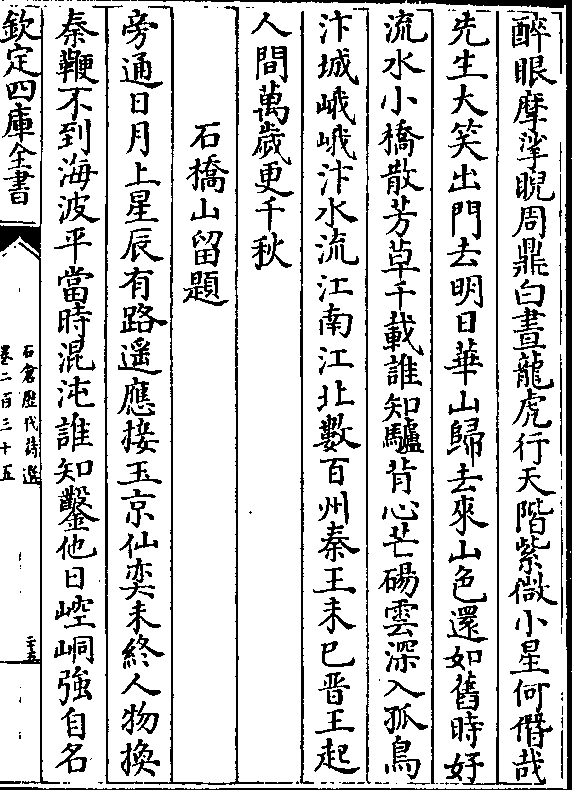 醉眼摩挲睨周鼎白晝龍虎行天階紫微小星何僭哉
先生大笑出門去明日華山歸去來山色還如舊時好
流水小橋散芳草千載誰知驢背心芒碭雲深入孤鳥
汴城峨峨汴水流江南江北數百州秦王未已晋王起
人間萬歲更千秋
石橋山留題
旁通日月上星辰有路遥應接玉京仙奕未終人物換
秦鞭不到海波平當時混沌誰知鑿他日崆峒強自名
欽定四庫全書
石倉歷代詩選
卷二百三十五
三五